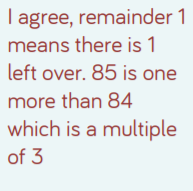 I agree, remainder 1
means there is 1
left over. 85 is one
more than 84
which is a multiple
of 3